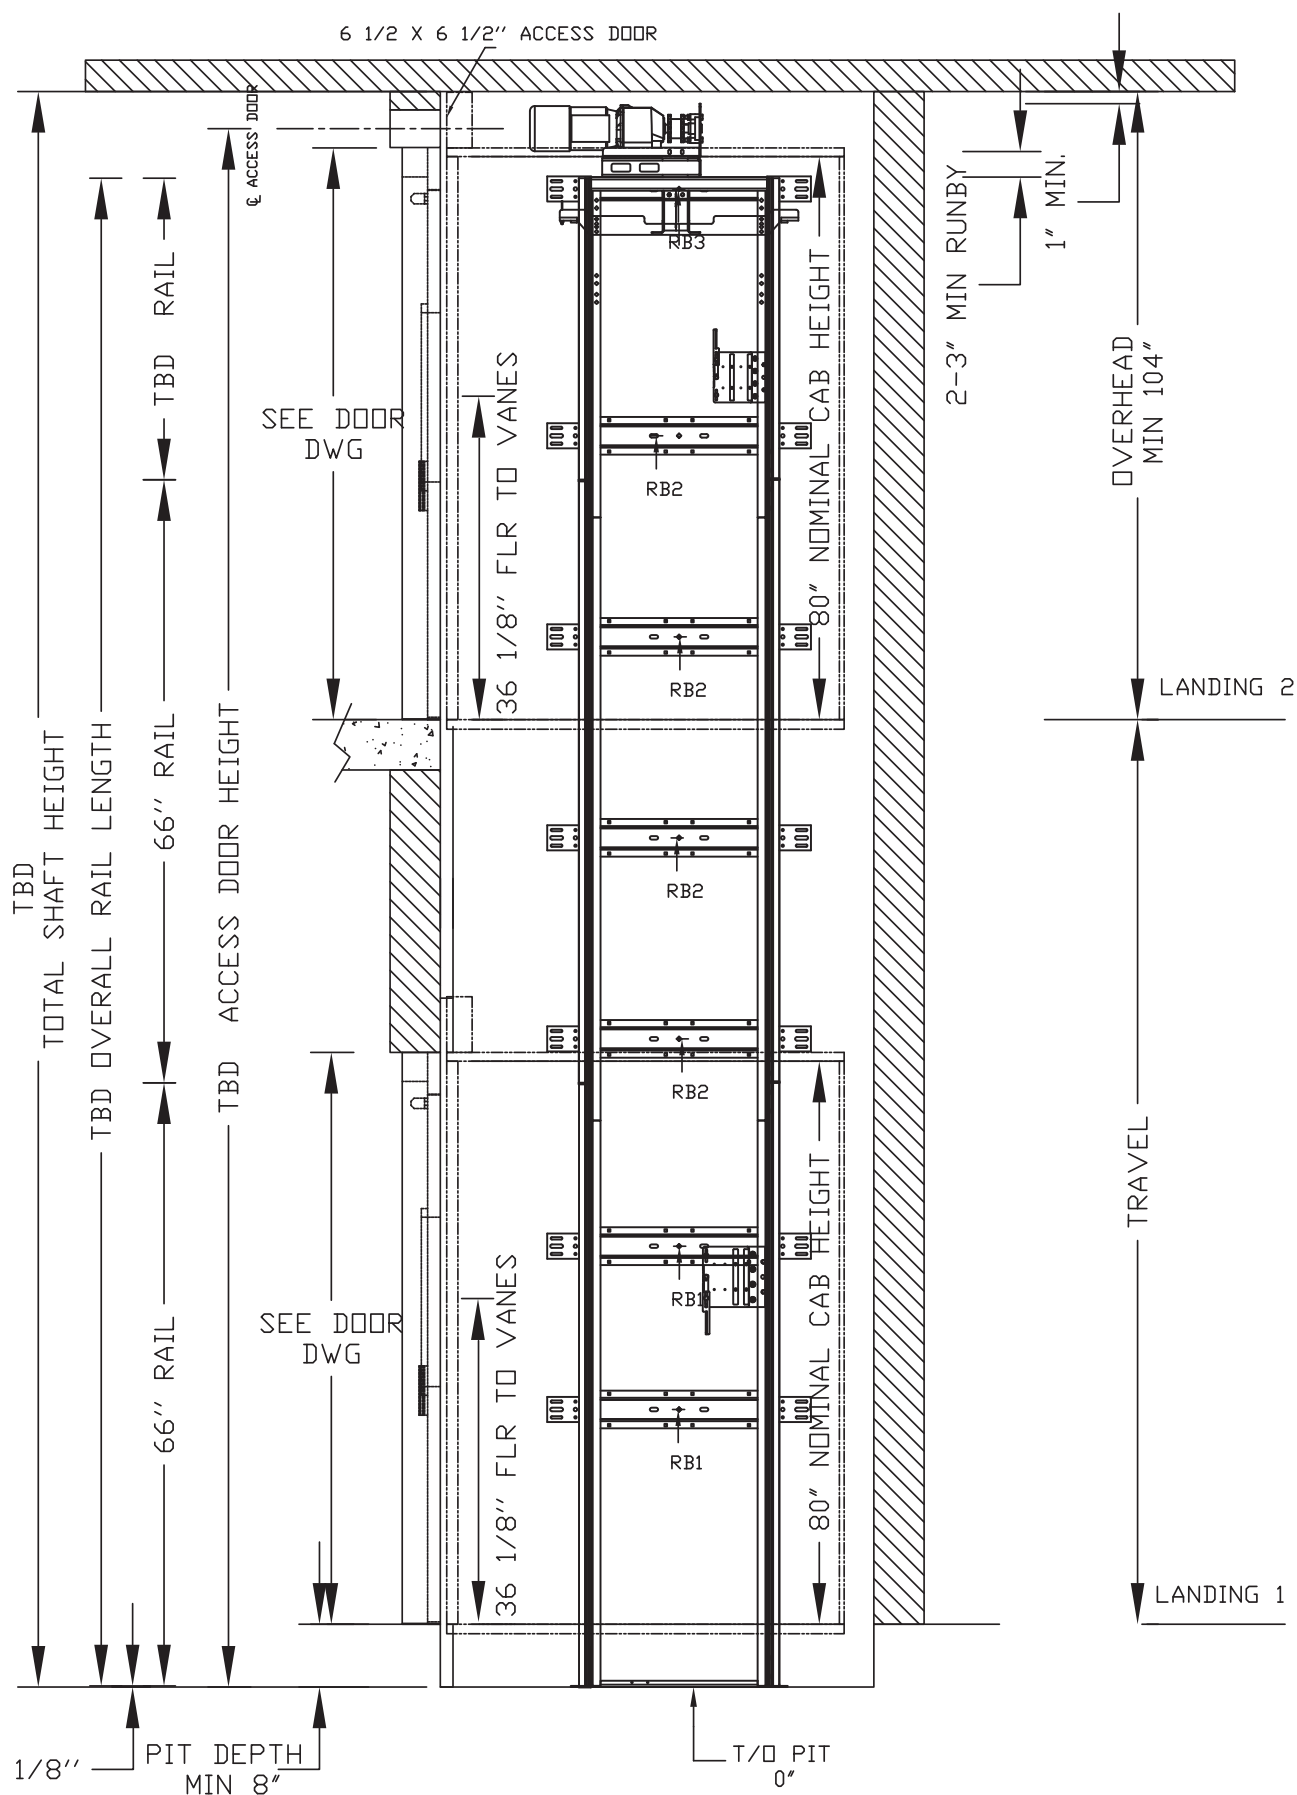 6 1/2 X 6 1/2" ACCESS DOOR
℄ ACCESS DOOR
TBD
TOTAL SHAFT HEIGHT
TBD OVERALL RAIL LENGTH
TBD RAIL
66" RAIL
66" RAIL
TBD ACCESS DOOR HEIGHT
SEE DOOR
DWG
SEE DOOR
DWG
36 1/8" FLR TO VANES
36 1/8" FLR TO VANES
RB3
RB2
RB2
RB2
RB2
RB1
RB1
80" NOMINAL CAB HEIGHT
80" NOMINAL CAB HEIGHT
2-3" MIN RUNBY
1" MIN.
OVERHEAD
MIN 104"
LANDING 2
TRAVEL
LANDING 1
1/8"
PIT DEPTH
MIN 8"
T/O PIT
0"